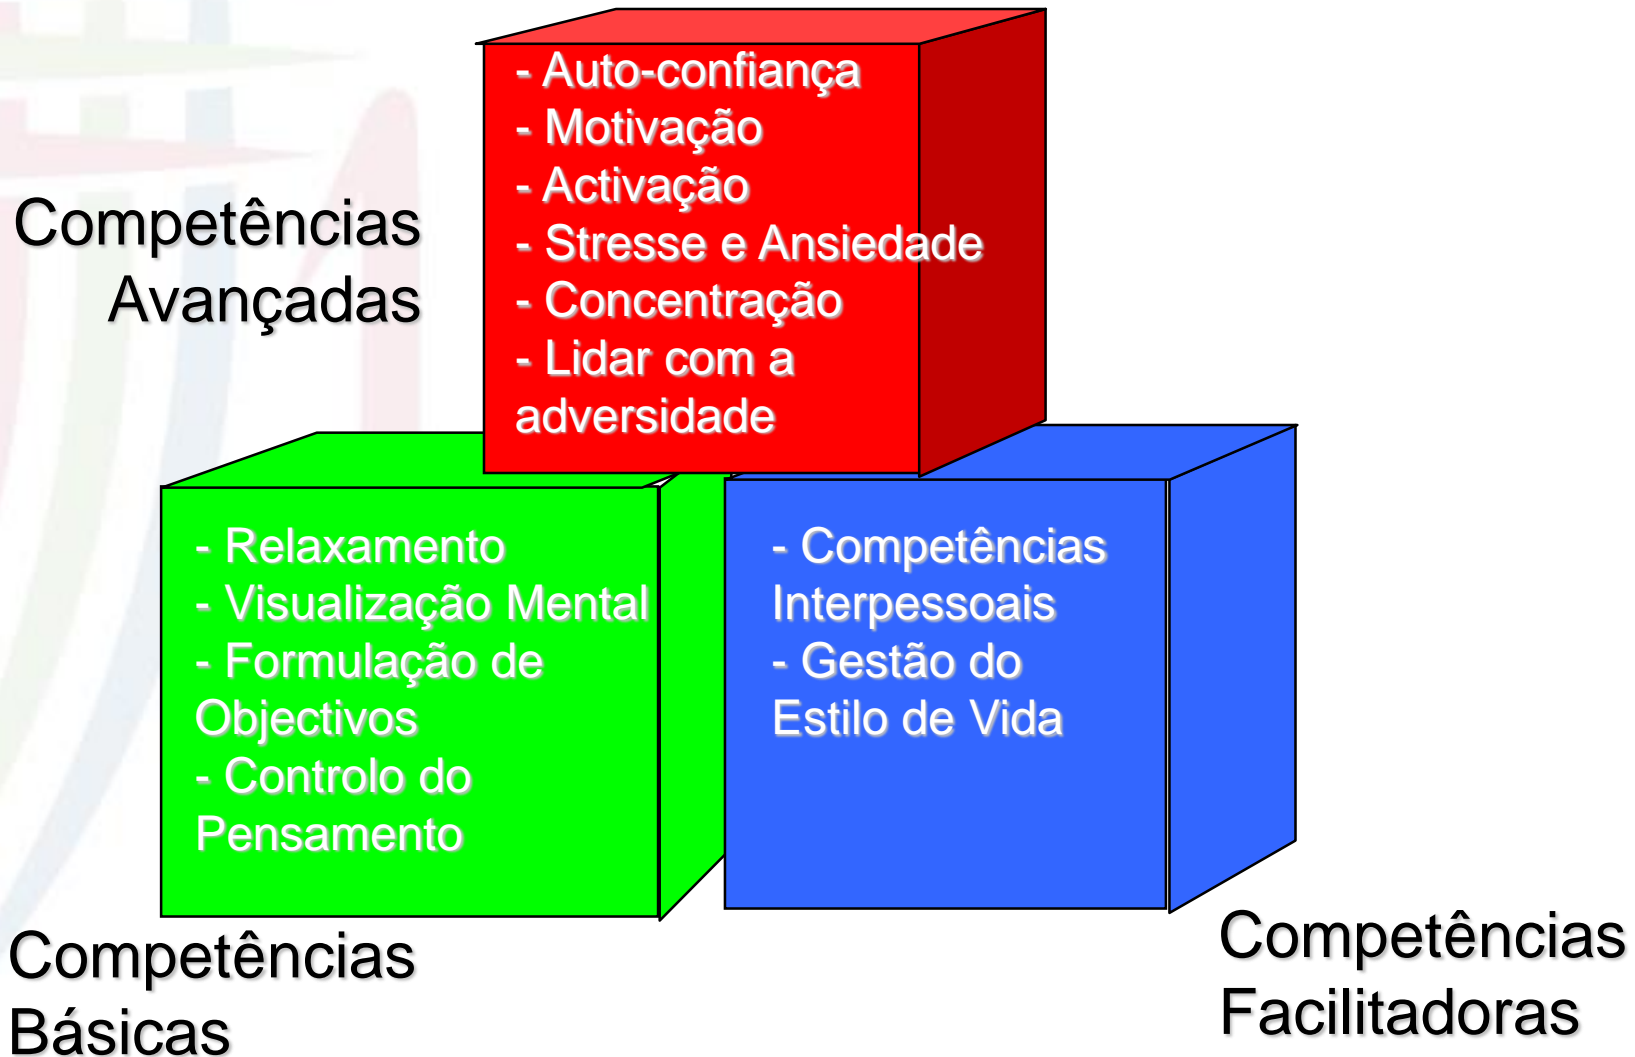 - Auto-confiança
- Motivação
- Activação
- Stresse e Ansiedade
- Concentração
- Lidar com a
adversidade
Competências
Avançadas
- Relaxamento
- Visualização Mental
- Formulação de
Objectivos
- Controlo do
Pensamento
- Competências
Interpessoais
- Gestão do
Estilo de Vida
Competências
Básicas
Competências
Facilitadoras